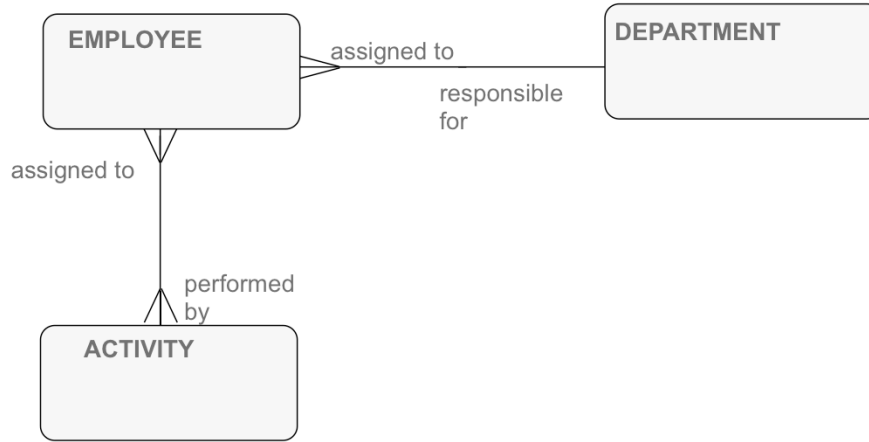 EMPLOYEE
DEPARTMENT
assigned to
responsible
for
assigned to
performed
by
ACTIVITY